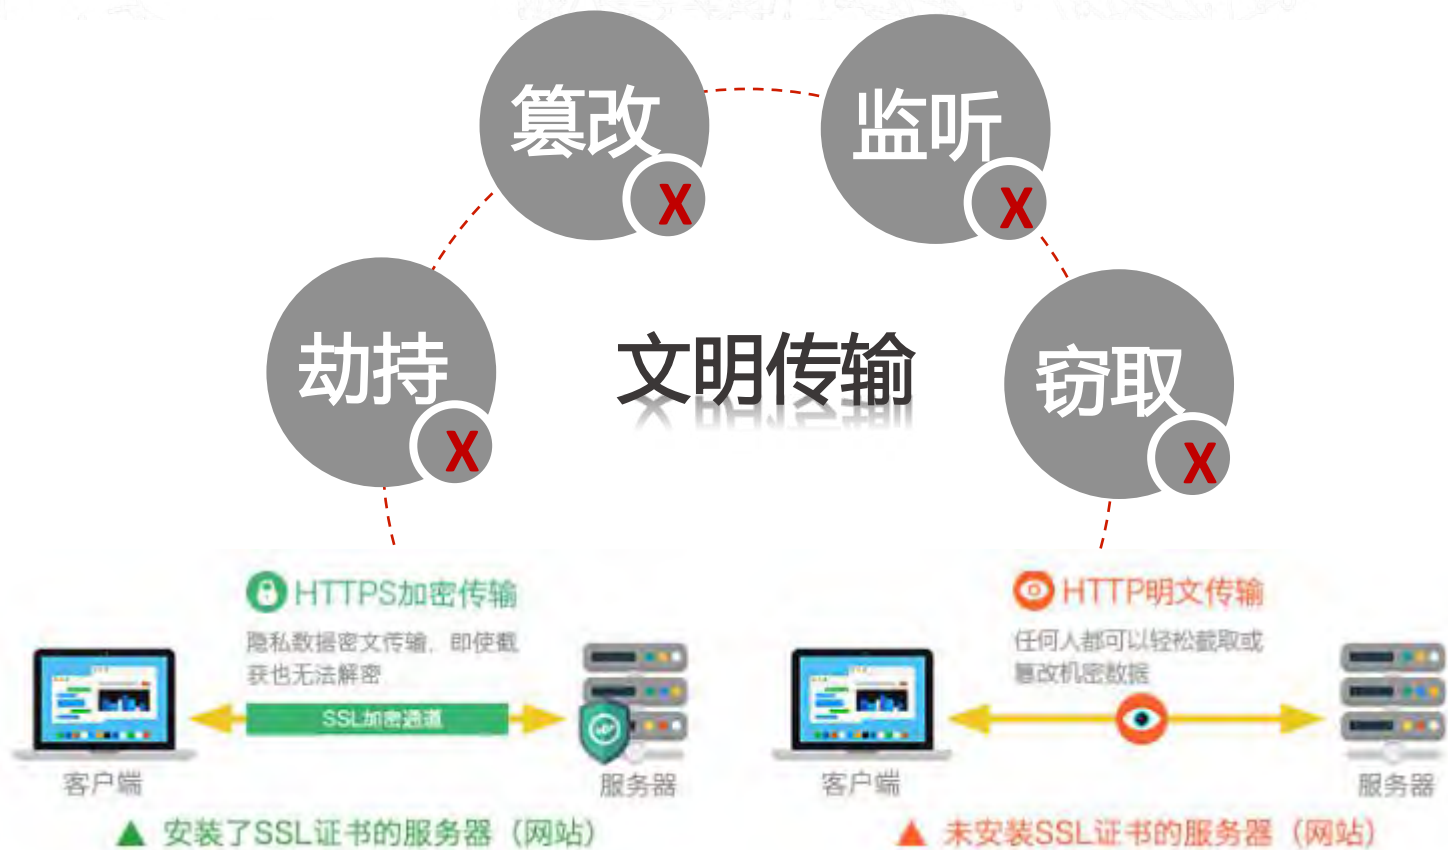 篡改
X
监听
X
劫持
X
文明传输
窃取
X
HTTPS加密传输
隐私数据密文传输，即使截
获也无法解密
SSL加密通道
客户端
服务器
▲ 安装了SSL证书的服务器（网站）
HTTP明文传输
任何人都可以轻松截取或
篡改机密数据
客户端
服务器
▲ 未安装SSL证书的服务器（网站）